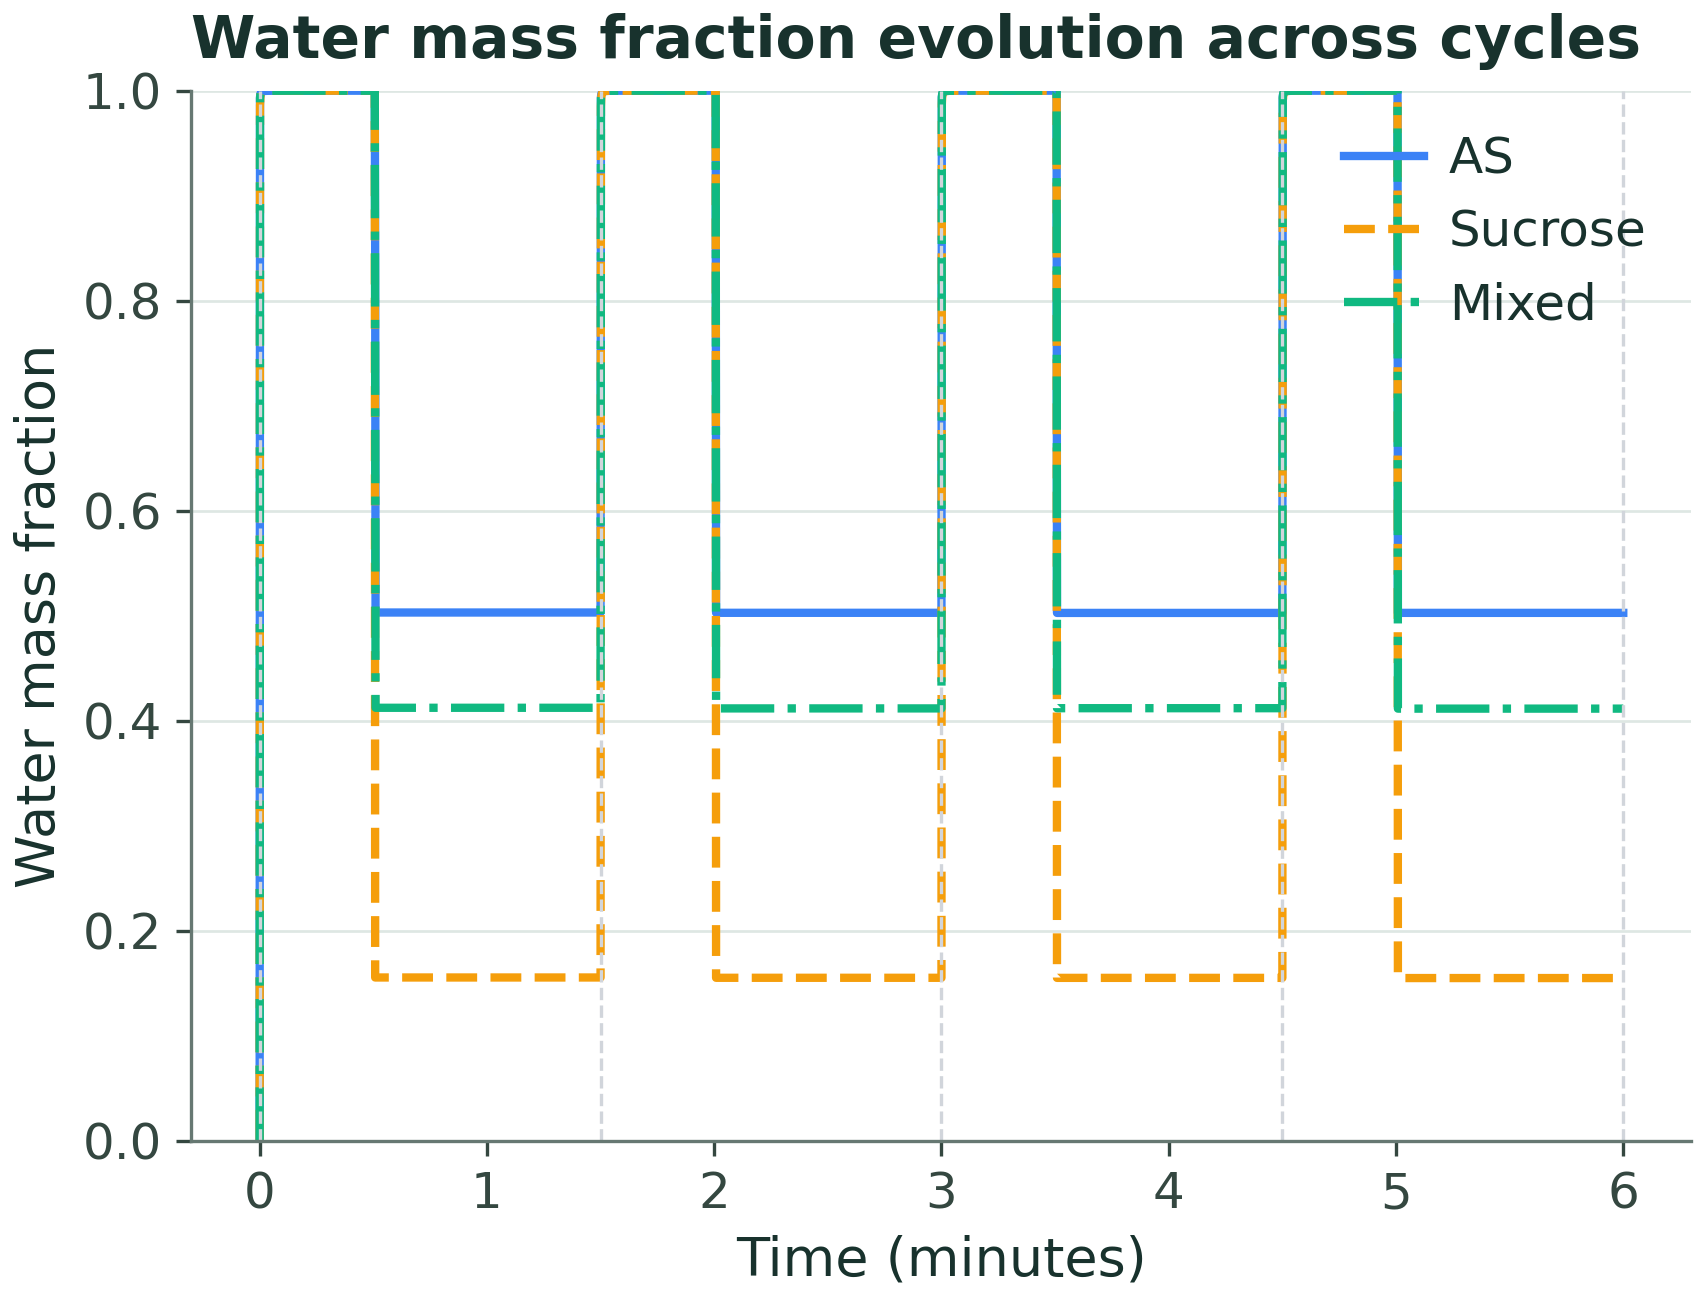 Water mass fraction evolution across cycles
1.0
0.8
0.6
0.4
0.2
0.0
Water mass fraction
AS
Sucrose
Mixed
0 1 2 3 4 5 6
Time (minutes)